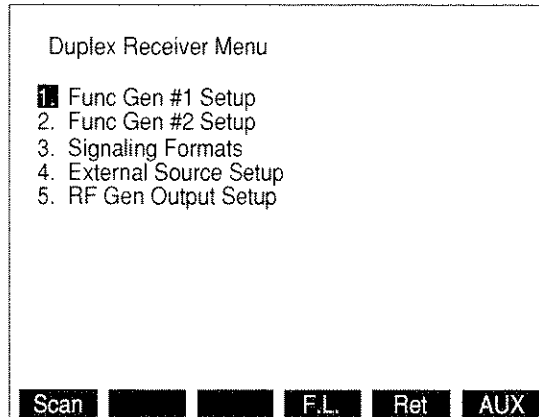 Duplex Receiver Menu
1. Func Gen #1 Setup
2. Func Gen #2 Setup
3. Signaling Formats
4. External Source Setup
5. RF Gen Output Setup
Scan F.L. Ret AUX